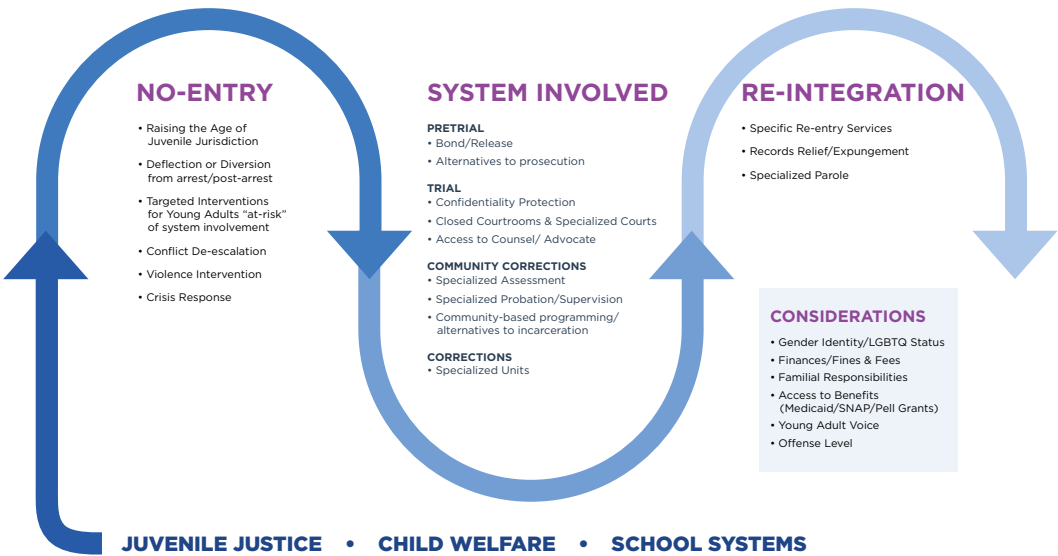 NO-ENTRY
• Raising the Age of
Juvenile Jurisdiction
• Deflection or Diversion
from arrest/post-arrest
• Targeted Interventions
for Young Adults “at-risk”
of system involvement
• Conflict De-escalation
• Violence Intervention
• Crisis Response
SYSTEM INVOLVED
PRETRIAL
• Bond/Release
• Alternatives to prosecution
TRIAL
• Confidentiality Protection
• Closed Courtrooms & Specialized Courts
• Access to Counsel/ Advocate
COMMUNITY CORRECTIONS
• Specialized Assessment
• Specialized Probation/Supervision
• Community-based programming/
alternatives to incarceration
CORRECTIONS
• Specialized Units
RE-INTEGRATION
• Specific Re-entry Services
• Records Relief/Expungement
• Specialized Parole
CONSIDERATIONS
• Gender Identity/LGBTQ Status
• Finances/Fines & Fees
• Familial Responsibilities
• Access to Benefits
(Medicaid/SNAP/Pell Grants)
• Young Adult Voice
• Offense Level
JUVENILE JUSTICE • CHILD WELFARE • SCHOOL SYSTEMS